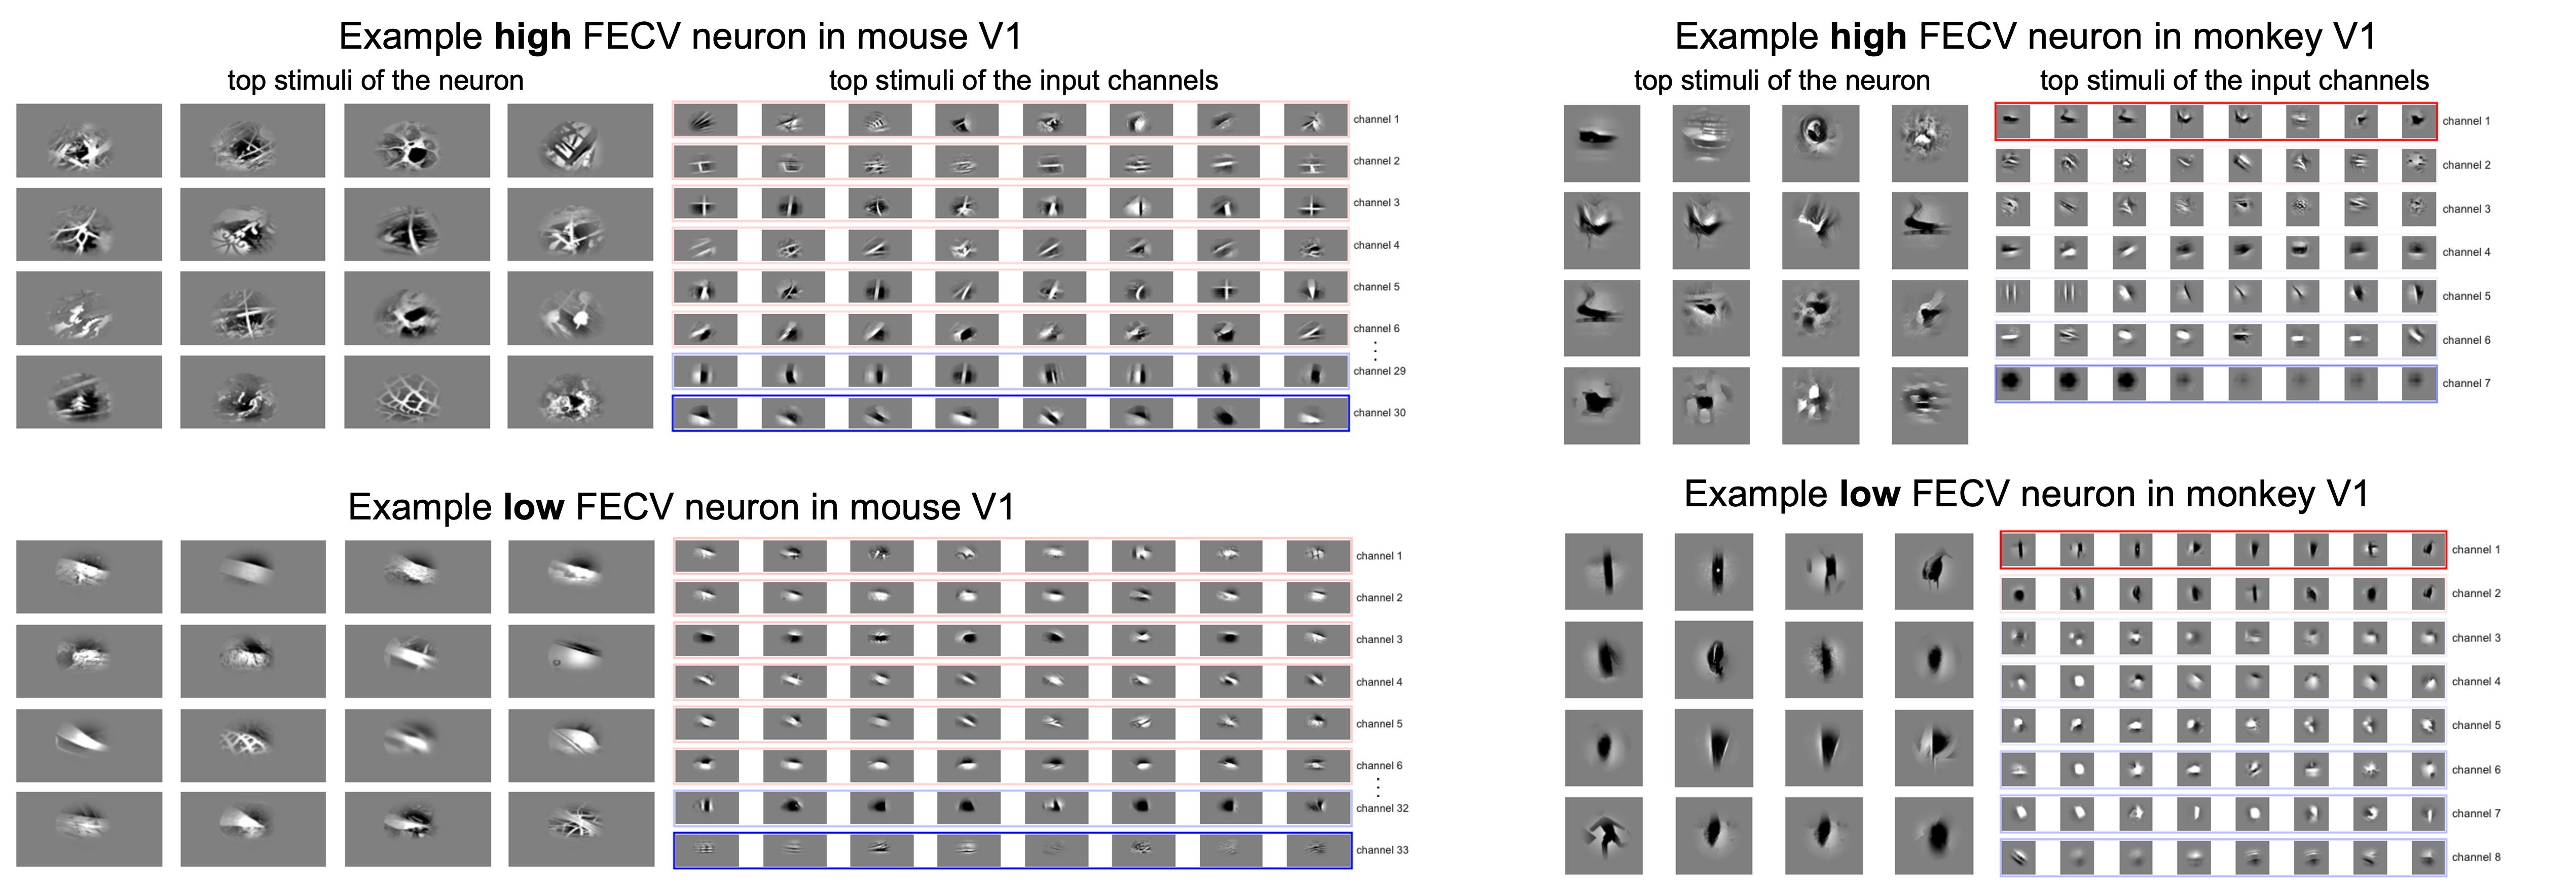 Example high FECV neuron in mouse V1
top stimuli of the neuron
top stimuli of the input channels
channel 1
channel 2
channel 3
channel 4
channel 5
channel 6
channel 29
channel 30
Example high FECV neuron in monkey V1
top stimuli of the neuron
top stimuli of the input channels
channel 1
channel 2
channel 3
channel 4
channel 5
channel 6
channel 7
Example low FECV neuron in mouse V1
channel 1
channel 2
channel 3
channel 4
channel 5
channel 6
channel 32
channel 33
Example low FECV neuron in monkey V1
channel 1
channel 2
channel 3
channel 4
channel 5
channel 6
channel 7
channel 8